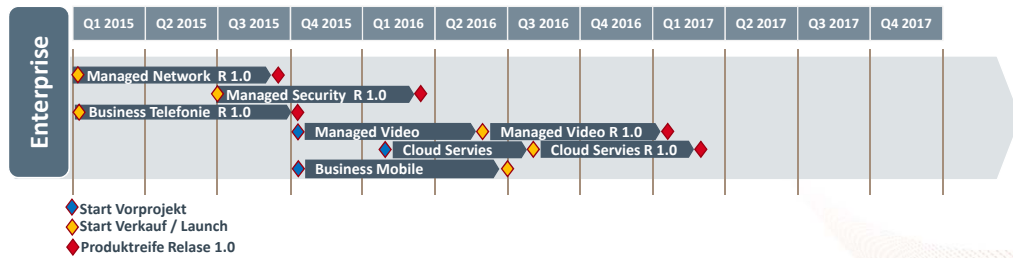 Q1 2015 Q2 2015 Q3 2015 Q4 2015 Q1 2016 Q2 2016 Q3 2016 Q4 2016 Q1 2017 Q2 2017 Q3 2017 Q4 2017
Enterprise
Managed Network R 1.0
Managed Security R 1.0
Business Telefonie R 1.0
Managed Video Managed Video R 1.0
Cloud Servies Cloud Servies R 1.0
Business Mobile
Start Vorprojekt
Start Verkauf / Launch
Produktreife Relase 1.0